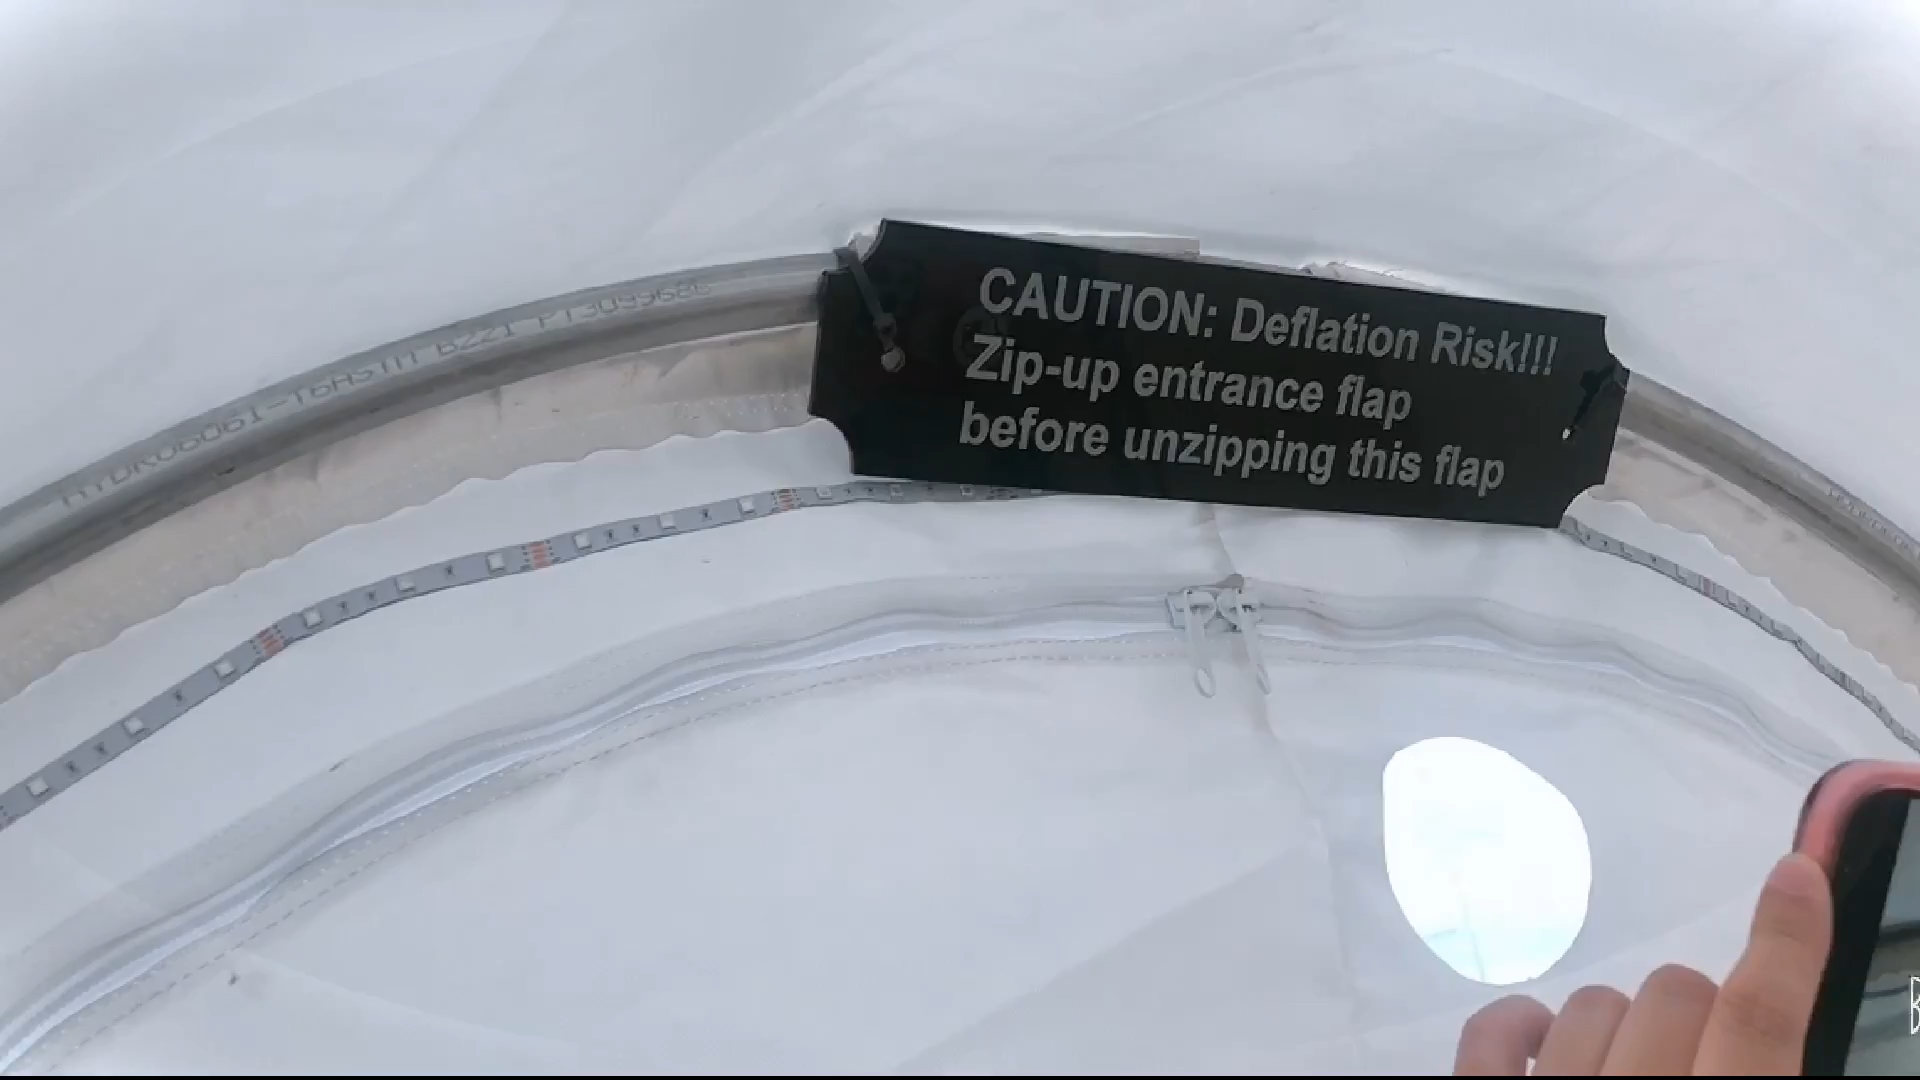 CAUTION: Deflation Risk!!!
Zip-up entrance flap
before unzipping this flap